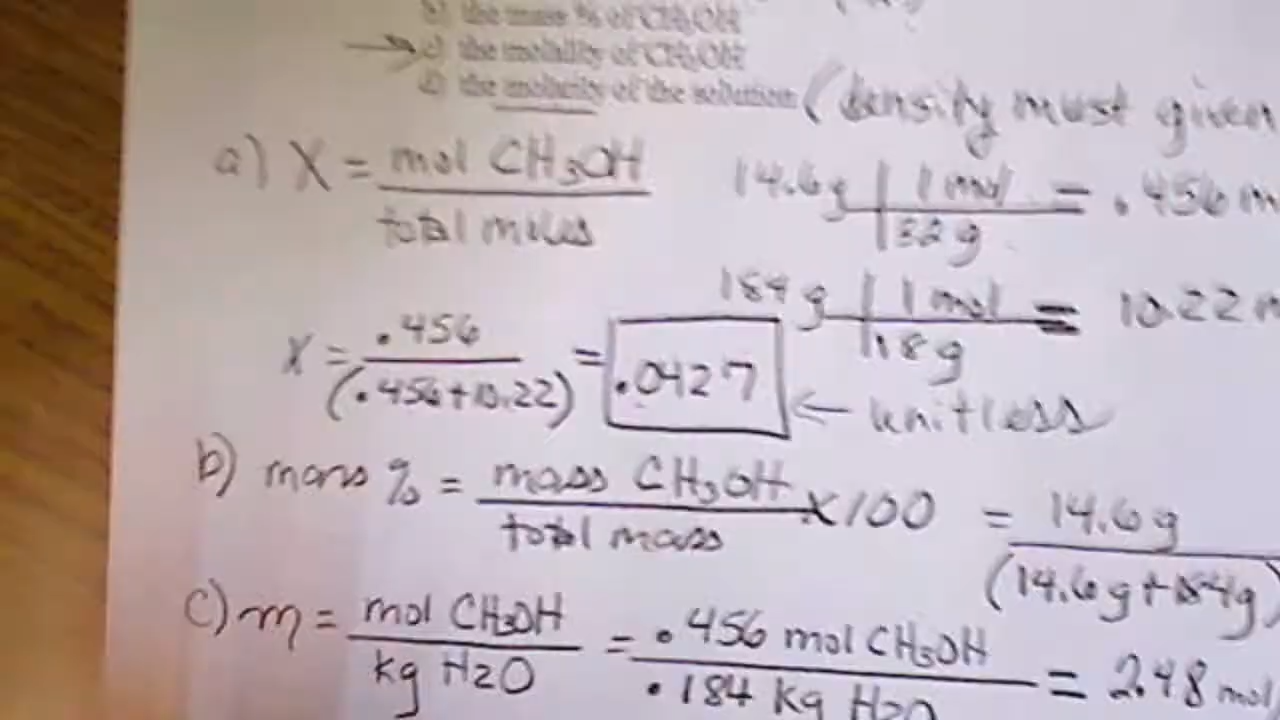 b) the mass % of CH3OH
c) the molality of CH3OH
d) the molarity of the solution (density must given
a) X = mol CH3OH / total moles
14.6g | 1 mol / 32 g = .456 m
184 g | 1 mol / 18 g = 10.22
X = .456 / (.456+10.22) = .0427 ← unitless
b) mass % = mass CH3OH / total mass X 100 = 14.6 g / (14.6g+184g)
c) m = mol CH3OH / kg H2O = .456 mol CH3OH / .184 kg H2O = 2.48 mol